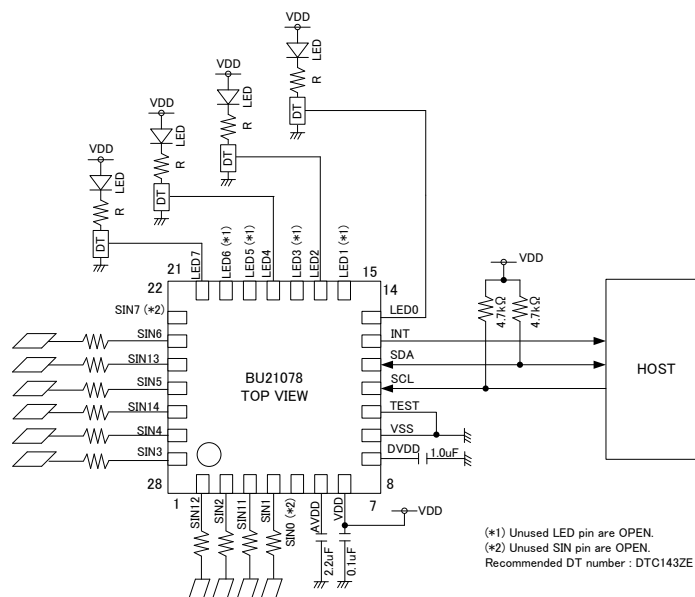 VDD
LED
R
DT
VDD
LED
R
DT
VDD
LED
R
DT
VDD
LED
R
DT
21
LED7
LED6 (*1)
LED5 (*1)
LED4
LED3 (*1)
LED2
LED1 (*1)
15
22
14
SIN7 (*2)
SIN6
SIN13
SIN5
SIN14
SIN4
SIN3
BU21078
TOP VIEW
LED0
INT
SDA
SCL
TEST
VSS
DVDD
1.0uF
VDD
4.7kΩ
4.7kΩ
HOST
28
8
1
7
SIN12
SIN2
SIN11
SIN1
SIN0 (*2)
AVDD
VDD
2.2uF
0.1uF
VDD
(*1) Unused LED pin are OPEN.
(*2) Unused SIN pin are OPEN.
Recommended DT number : DTC143ZE